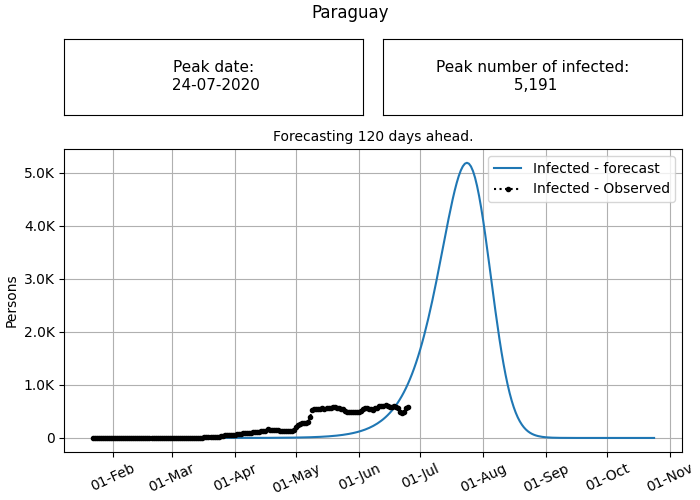 Paraguay
Peak date:
24-07-2020
Peak number of infected:
5,191
Forecasting 120 days ahead.
Infected - forecast
Infected - Observed
Persons
5.0K
4.0K
3.0K
2.0K
1.0K
0
01-Feb
01-Mar
01-Apr
01-May
01-Jun
01-Jul
01-Aug
01-Sep
01-Oct
01-Nov